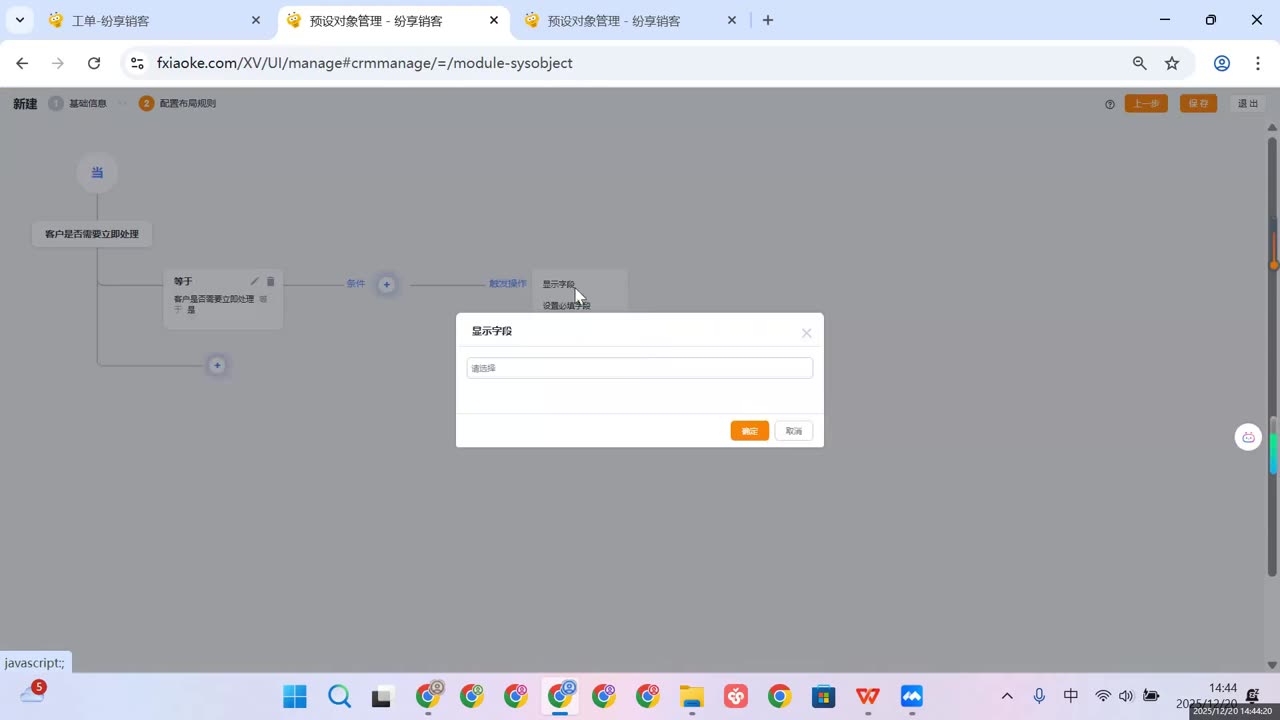 工单-纷享销客
预设对象管理 - 纷享销客
预设对象管理 - 纷享销客
fxiaoke.com/XV/UI/manage#crmmanage/=/module-sysobject
新建
1 基础信息
2 配置布局规则
上一步
保存
退出
当
客户是否需要立即处理
等于
客户是否需要立即处理 等
于 是
条件
触发操作
显示字段
设置必填字段
显示字段
请选择
确定
取消
javascript:;
5
中
14:44
2025/12/20
2025/12/20 14:44:20